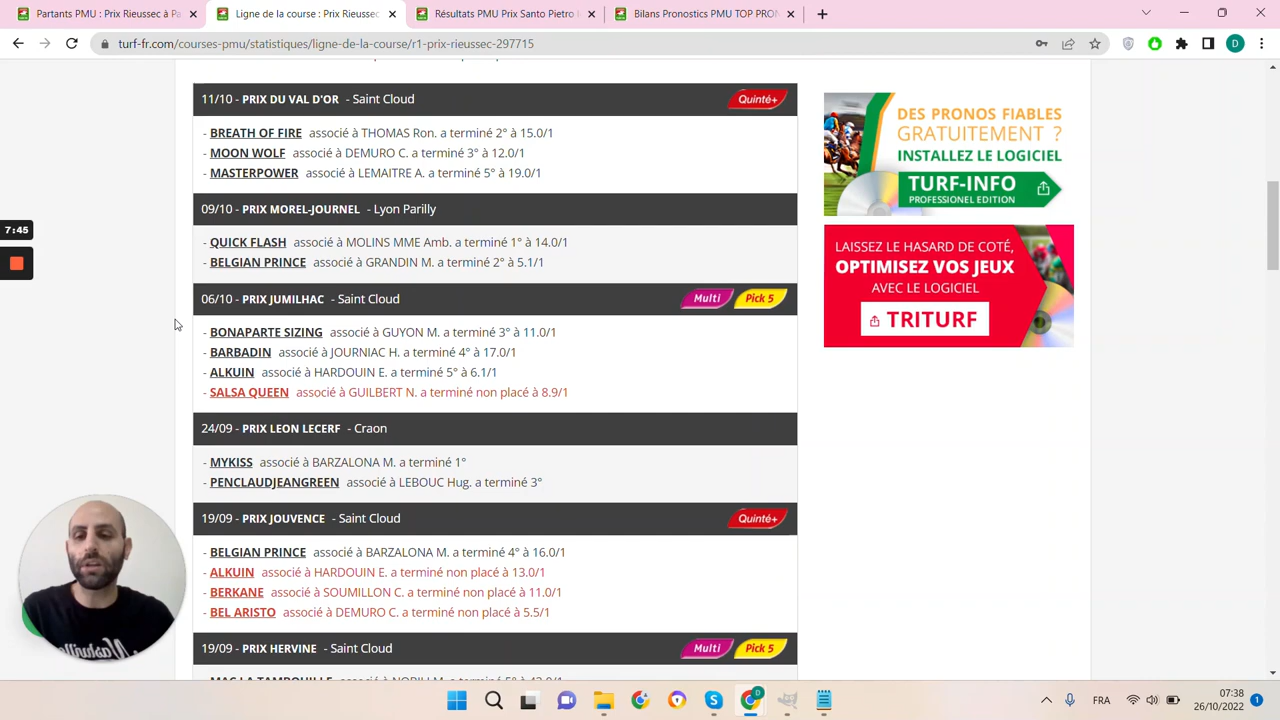 Partants PMU : Prix Rieussec à Pa
Ligne de la course : Prix Rieussec
Résultats PMU Prix Santo Pietro
Bilans Pronostics PMU TOP PRON
turf-fr.com/courses-pmu/statistiques/ligne-de-la-course/r1-prix-rieussec-297715
D
11/10 - PRIX DU VAL D'OR - Saint Cloud
Quinté+
- BREATH OF FIRE associé à THOMAS Ron. a terminé 2° à 15.0/1
- MOON WOLF associé à DEMURO C. a terminé 3° à 12.0/1
- MASTERPOWER associé à LEMAITRE A. a terminé 5° à 19.0/1
09/10 - PRIX MOREL-JOURNEL - Lyon Parilly
- QUICK FLASH associé à MOLINS MME Amb. a terminé 1° à 14.0/1
- BELGIAN PRINCE associé à GRANDIN M. a terminé 2° à 5.1/1
06/10 - PRIX JUMILHAC - Saint Cloud
Multi Pick 5
- BONAPARTE SIZING associé à GUYON M. a terminé 3° à 11.0/1
- BARBADIN associé à JOURNIAC H. a terminé 4° à 17.0/1
- ALKUIN associé à HARDOUIN E. a terminé 5° à 6.1/1
- SALSA QUEEN associé à GUILBERT N. a terminé non placé à 8.9/1
24/09 - PRIX LEON LECERF - Craon
- MYKISS associé à BARZALONA M. a terminé 1°
- PENCLAUDJEANGREEN associé à LEBOUC Hug. a terminé 3°
19/09 - PRIX JOUVENCE - Saint Cloud
Quinté+
- BELGIAN PRINCE associé à BARZALONA M. a terminé 4° à 16.0/1
- ALKUIN associé à HARDOUIN E. a terminé non placé à 13.0/1
- BERKANE associé à SOUMILLON C. a terminé non placé à 11.0/1
- BEL ARISTO associé à DEMURO C. a terminé non placé à 5.5/1
19/09 - PRIX HERVINE - Saint Cloud
Multi Pick 5
DES PRONOS FIABLES
GRATUITEMENT ?
INSTALLEZ LE LOGICIEL
TURF-INFO
PROFESSIONEL EDITION
LAISSEZ LE HASARD DE COTÉ,
OPTIMISEZ VOS JEUX
AVEC LE LOGICIEL
TRITURF
7:45
Nashville
D
FRA
07:38
26/10/2022
1